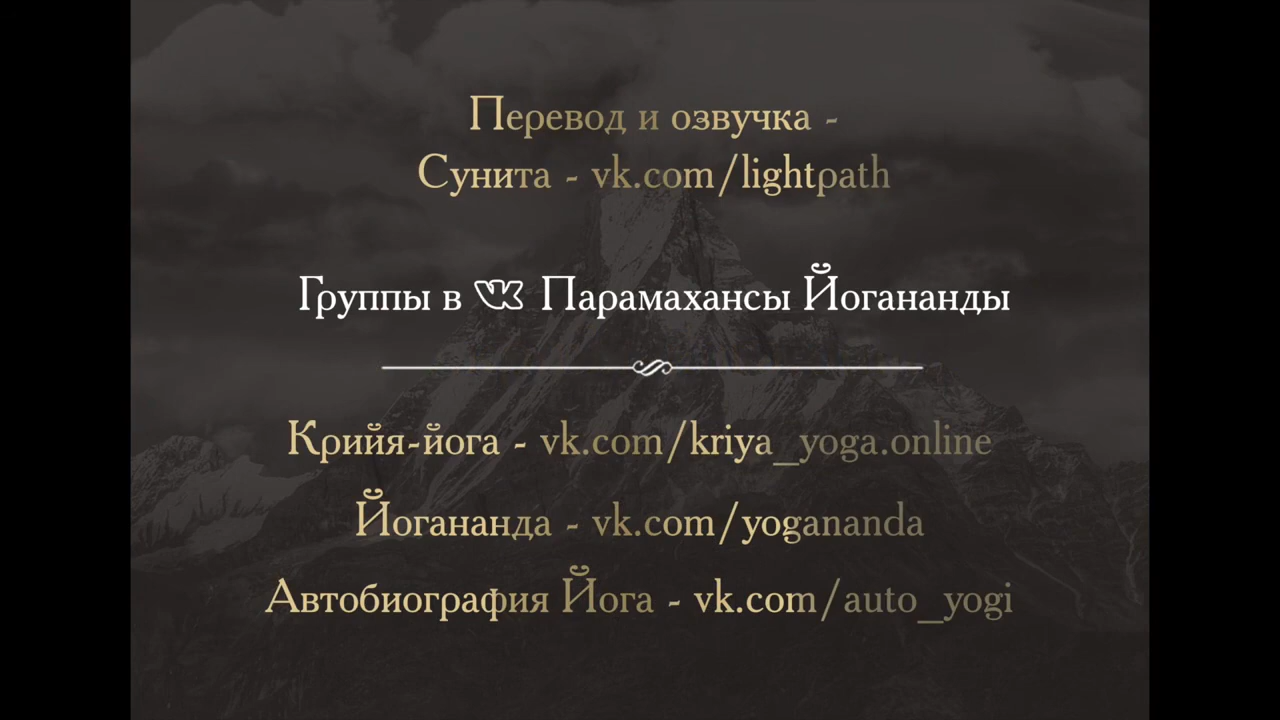 Перевод и озвучка -
Сунита - vk.com/lightpath
Группы в VK Парамахансы Йогананды
Крийя-йога - vk.com/kriya_yoga.online
Йогананда - vk.com/yogananda
Автобиография Йога - vk.com/auto_yogi